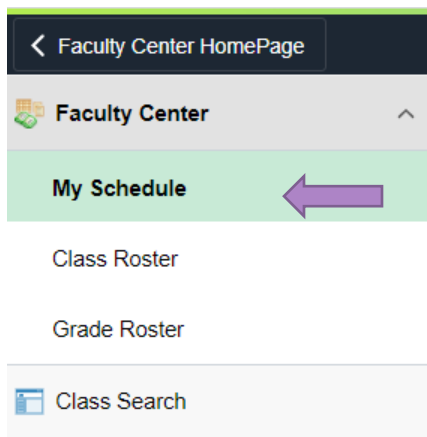 Faculty Center HomePage
Faculty Center
My Schedule
Class Roster
Grade Roster
Class Search